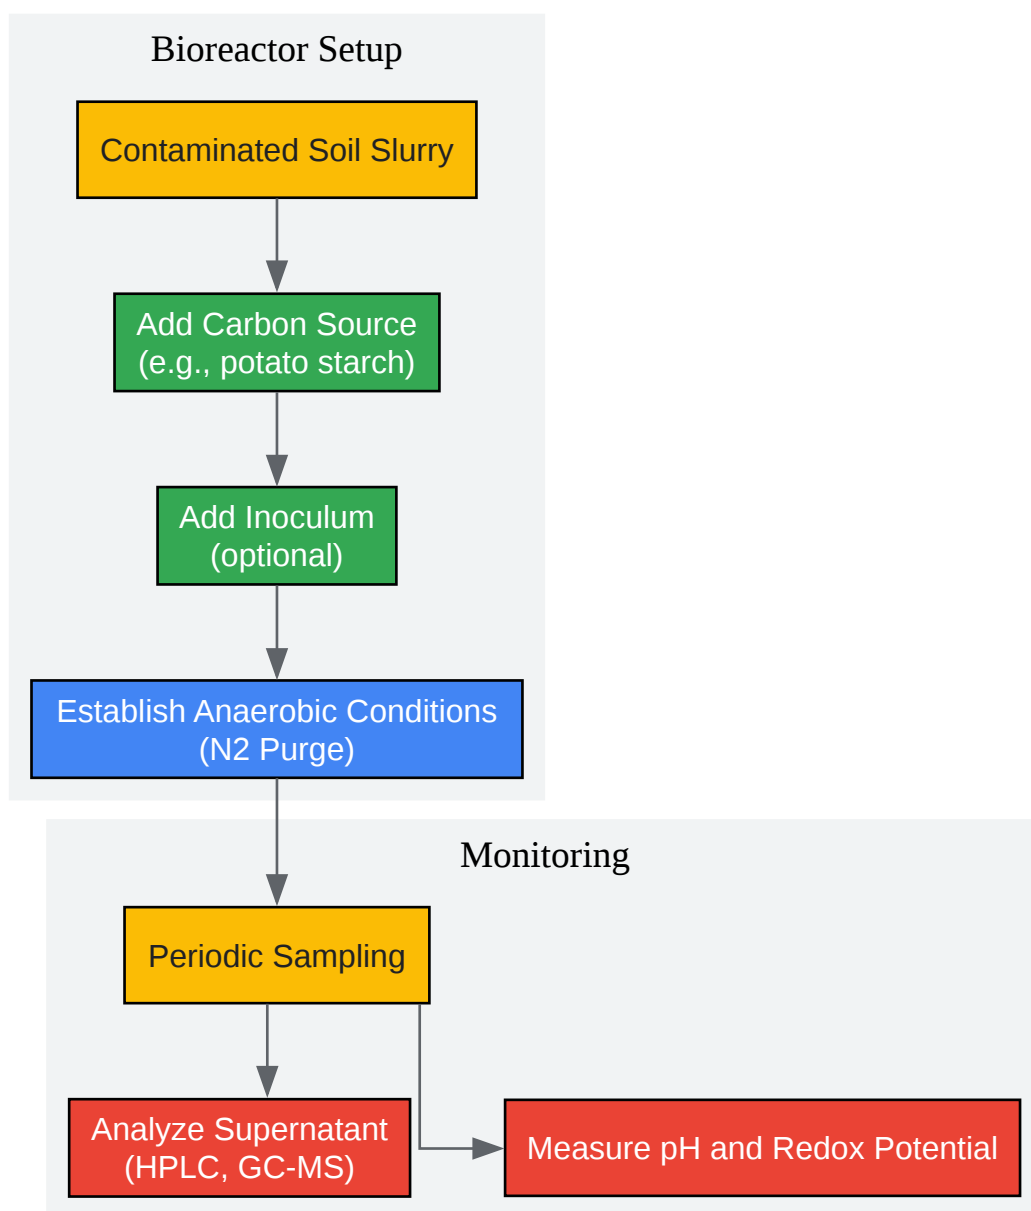 Bioreactor Setup
Contaminated Soil Slurry
Add Carbon Source
(e.g., potato starch)
Add Inoculum
(optional)
Establish Anaerobic Conditions
(N2 Purge)
Monitoring
Periodic Sampling
Analyze Supernatant
(HPLC, GC-MS)
Measure pH and Redox Potential